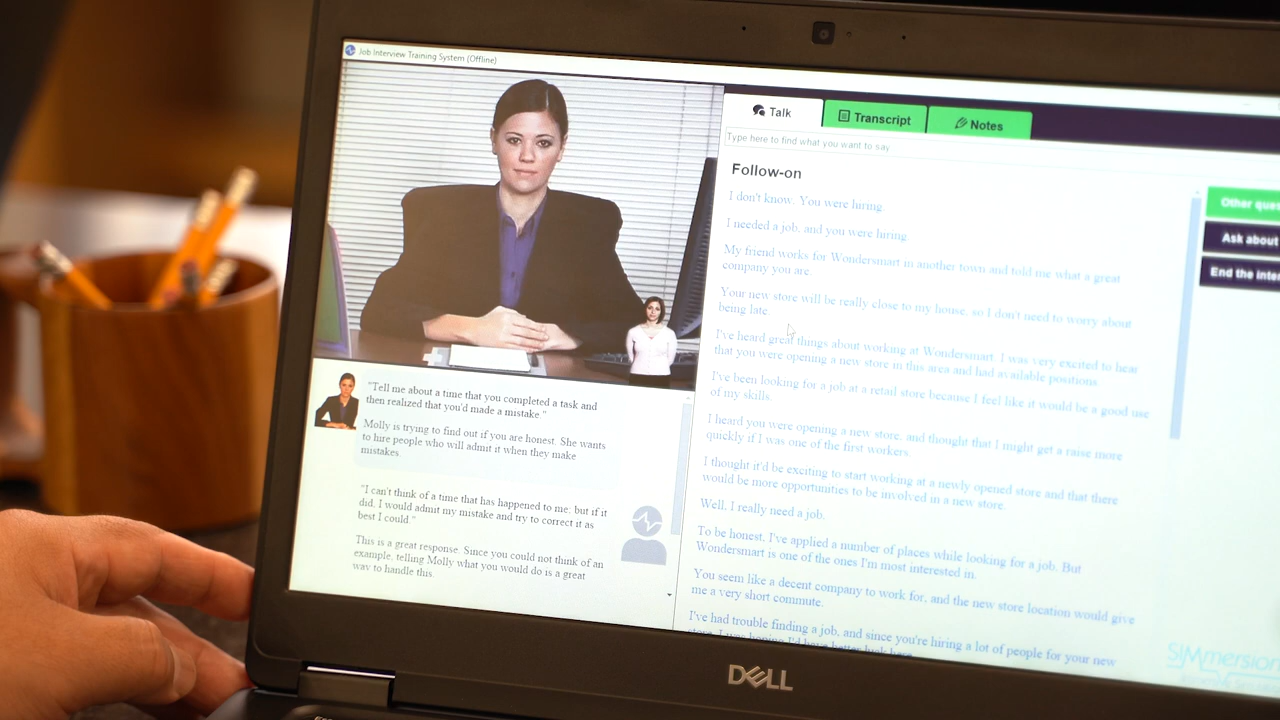 Job Interview Training System (Offline)
Talk
Transcript
Notes
Type here to find what you want to say
Follow-on
I don't know. You were hiring.
I needed a job, and you were hiring.
My friend works for Wondersmart in another town and told me what a great
company you are.
Your new store will be really close to my house, so I don't need to worry about
being late.
I've heard great things about working at Wondersmart. I was very excited to hear
that you were opening a new store in this area and had available positions.
I've been looking for a job at a retail store because I feel like it would be a good use
of my skills.
I heard you were opening a new store, and thought that I might get a raise more
quickly if I was one of the first workers.
I thought it'd be exciting to start working at a newly opened store and that there
would be more opportunities to be involved in a new store.
Well, I really need a job.
To be honest, I've applied a number of places while looking for a job. But
Wondersmart is one of the ones I'm most interested in.
You seem like a decent company to work for, and the new store location would give
me a very short commute.
I've had trouble finding a job, and since you're hiring a lot of people for your new
store, I was hoping I'd have better luck here.
Other ques
Ask about
End the inter
"Tell me about a time that you completed a task and
then realized that you'd made a mistake."
Molly is trying to find out if you are honest. She wants
to hire people who will admit it when they make
mistakes
"I can't think of a time that has happened to me; but if it
did, I would admit my mistake and try to correct it as
best I could."
This is a great response. Since you could not think of an
example, telling Molly what you would do is a great
way to handle this.
SIMmersion
DELL